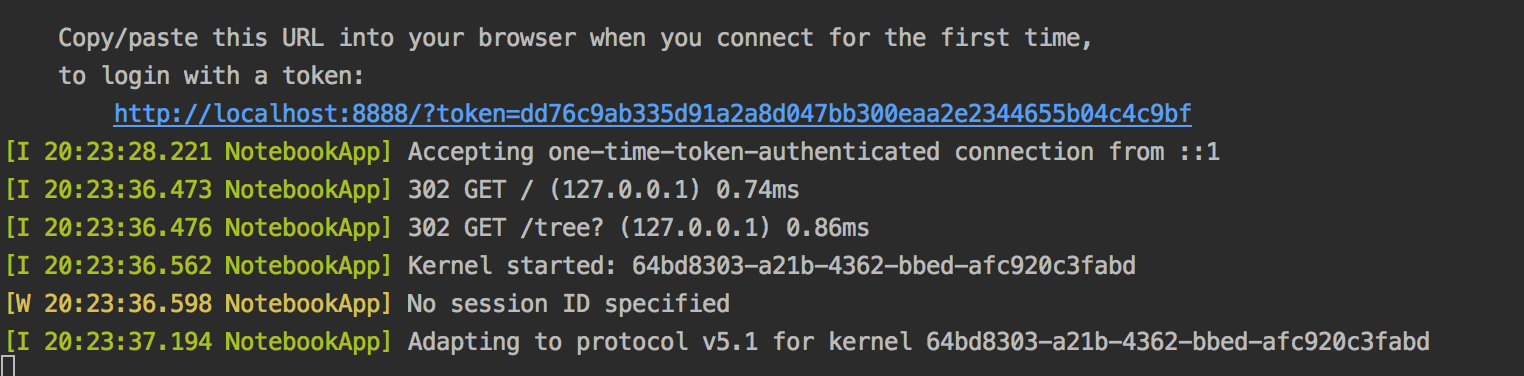 Copy/paste this URL into your browser when you connect for the first time,
to login with a token:
http://localhost:8888/?token=dd76c9ab335d91a2a8d047bb300eaa2e2344655b04c4c9bf
[I 20:23:28.221 NotebookApp] Accepting one-time-token-authenticated connection from ::1
[I 20:23:36.473 NotebookApp] 302 GET / (127.0.0.1) 0.74ms
[I 20:23:36.476 NotebookApp] 302 GET /tree? (127.0.0.1) 0.86ms
[I 20:23:36.562 NotebookApp] Kernel started: 64bd8303-a21b-4362-bbed-afc920c3fabd
[W 20:23:36.598 NotebookApp] No session ID specified
[I 20:23:37.194 NotebookApp] Adapting to protocol v5.1 for kernel 64bd8303-a21b-4362-bbed-afc920c3fabd